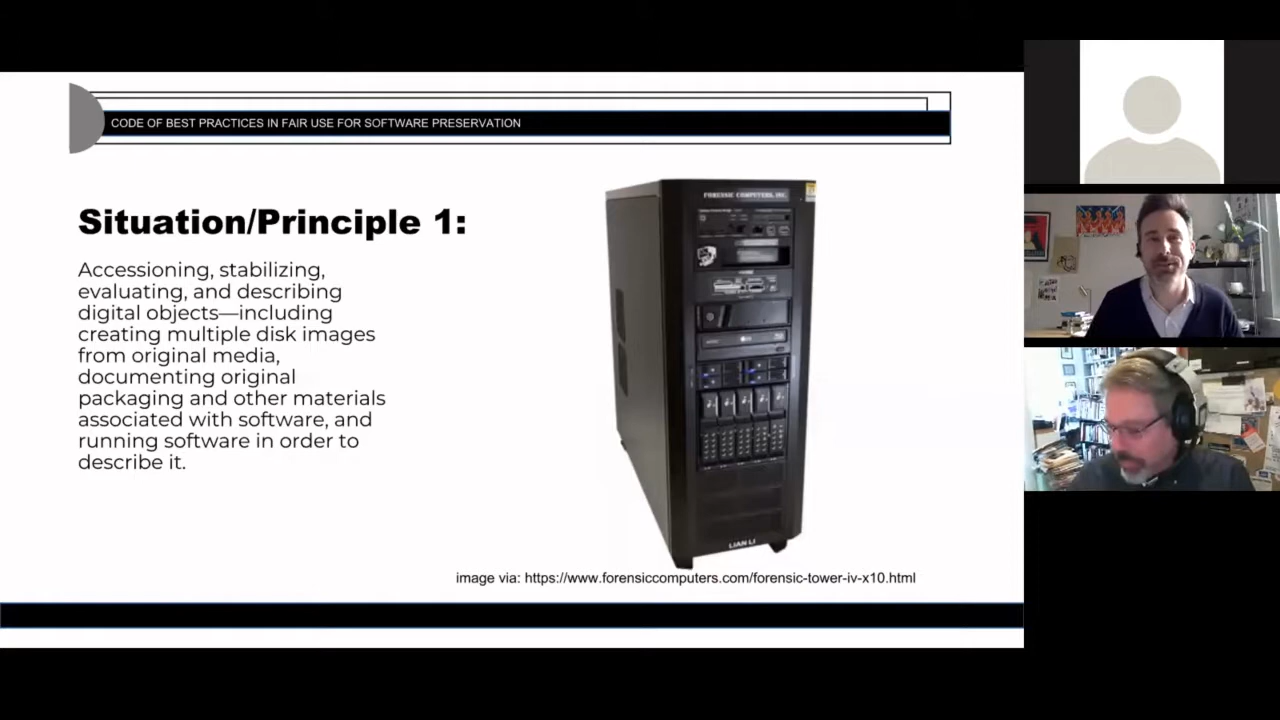 CODE OF BEST PRACTICES IN FAIR USE FOR SOFTWARE PRESERVATION
Situation/Principle 1:
Accessioning, stabilizing,
evaluating, and describing
digital objects—including
creating multiple disk images
from original media,
documenting original
packaging and other materials
associated with software, and
running software in order to
describe it.
FORENSIC COMPUTERS, INC.
LIAN LI
image via: https://www.forensiccomputers.com/forensic-tower-iv-x10.html